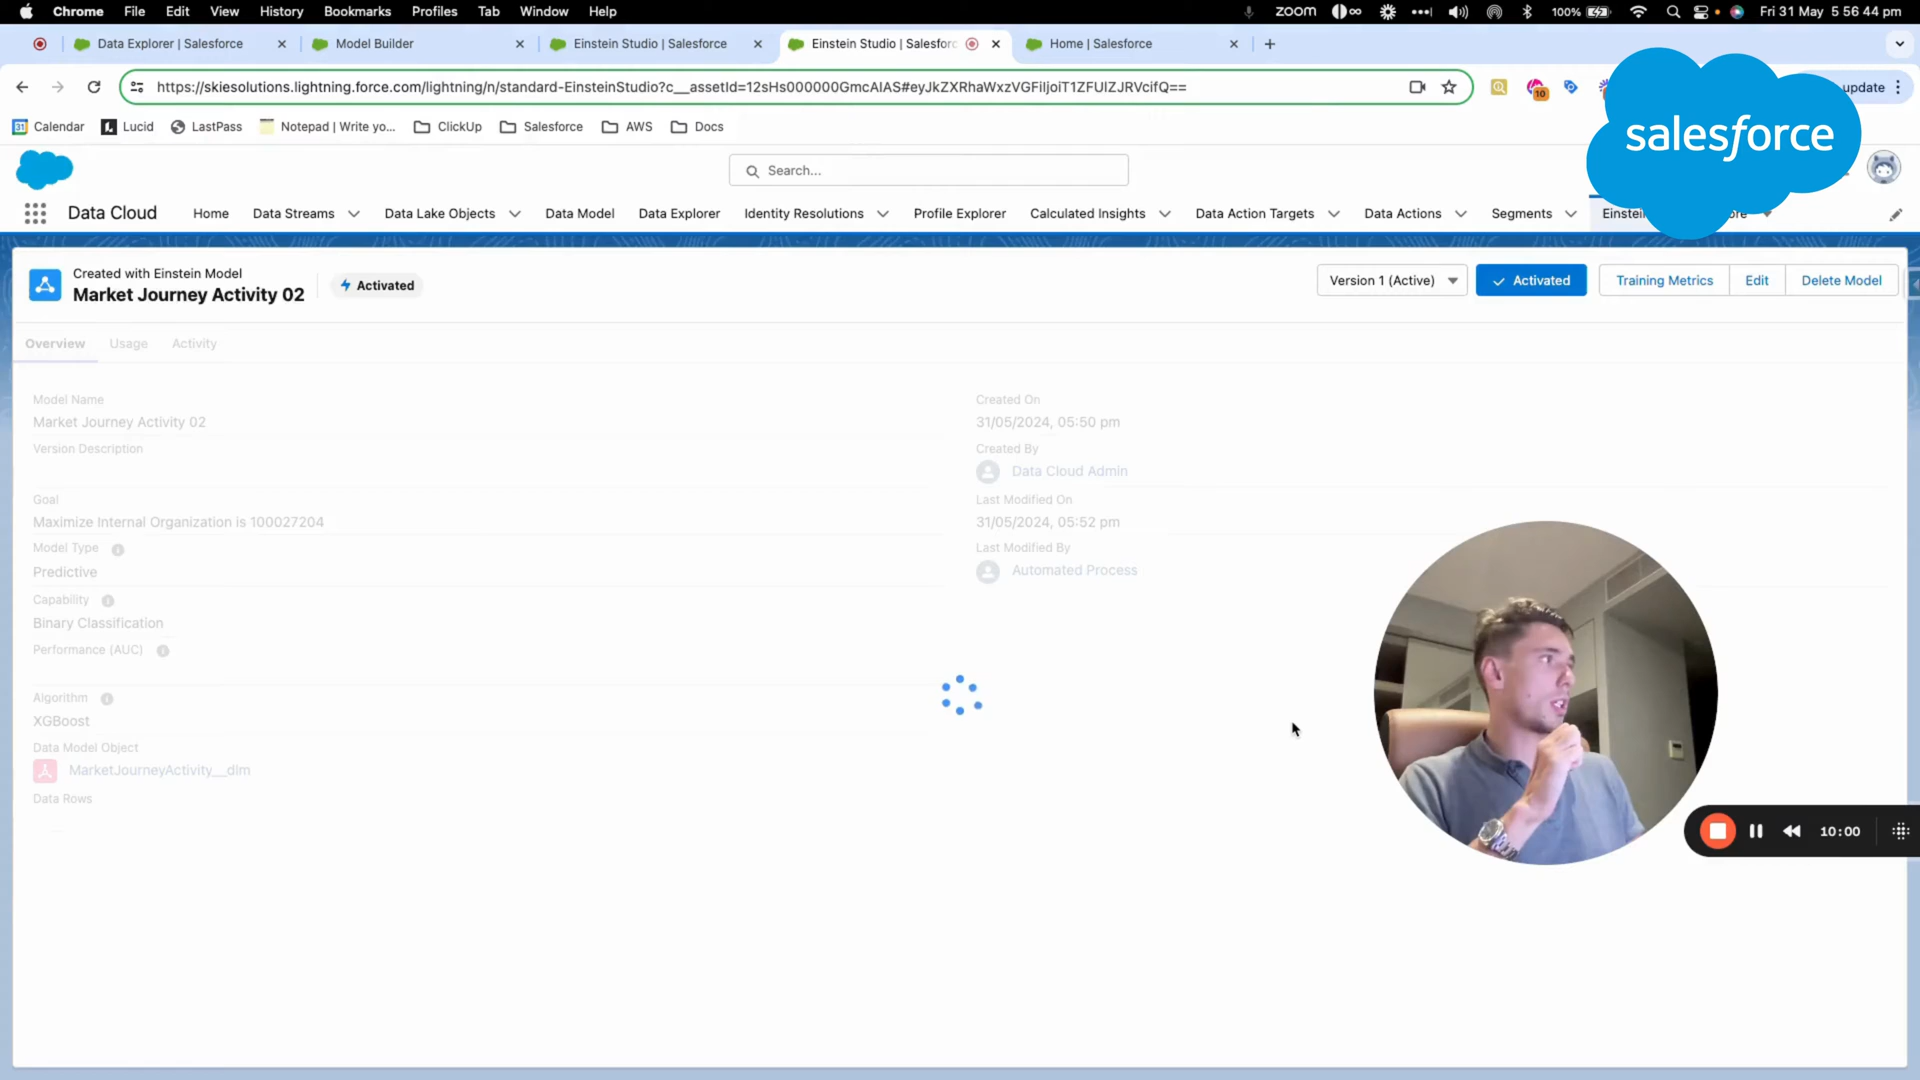 Chrome File Edit View History Bookmarks Profiles Tab Window Help
zoom 100% Fri 31 May 5 56 44 pm
Data Explorer | Salesforce
Model Builder
Einstein Studio | Salesforce
Einstein Studio | Salesforc
Home | Salesforce
https://skiesolutions.lightning.force.com/lightning/n/standard-EinsteinStudio?c__assetId=12sHs000000GmcAIAS#eyJkZXRhaWxzVGFiIjoiT1ZFUlZJRVcifQ==
10
update
Calendar Lucid LastPass Notepad | Write yo... ClickUp Salesforce AWS Docs
salesforce
Search...
Data Cloud Home Data Streams Data Lake Objects Data Model Data Explorer Identity Resolutions Profile Explorer Calculated Insights Data Action Targets Data Actions Segments
Created with Einstein Model
Market Journey Activity 02
Activated
Version 1 (Active)
Activated
Training Metrics
Edit
Delete Model
Overview Usage Activity
Model Name
Market Journey Activity 02
Version Description
Goal
Maximize Internal Organization is 100027204
Model Type
Predictive
Capability
Binary Classification
Performance (AUC)
Algorithm
XGBoost
Data Model Object
MarketJourneyActivity__dlm
Data Rows
Created On
31/05/2024, 05:50 pm
Created By
Data Cloud Admin
Last Modified On
31/05/2024, 05:52 pm
Last Modified By
Automated Process
10:00